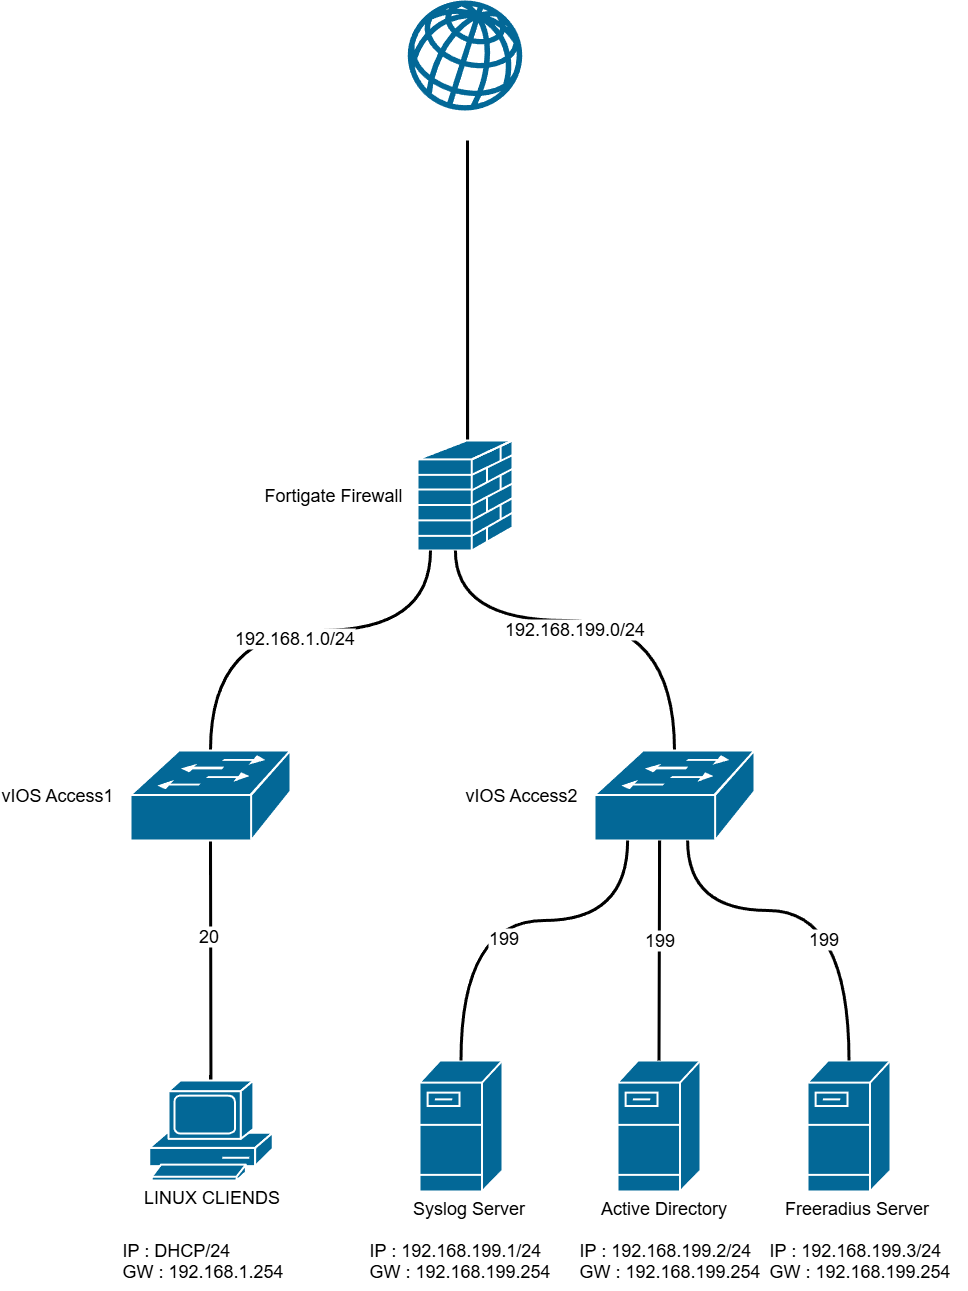 Fortigate Firewall
192.168.1.0/24
192.168.199.0/24
vIOS Access1
vIOS Access2
20
199
199
199
LINUX CLIENDS
IP : DHCP/24
GW : 192.168.1.254
Syslog Server
IP : 192.168.199.1/24
GW : 192.168.199.254
Active Directory
IP : 192.168.199.2/24
GW : 192.168.199.254
Freeradius Server
IP : 192.168.199.3/24
GW : 192.168.199.254